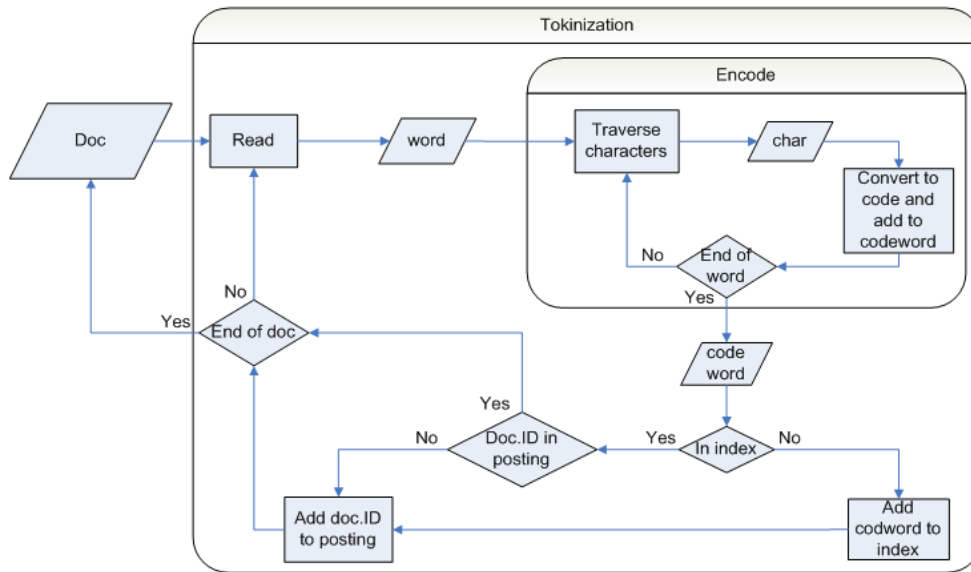 Tokinization
Encode
Doc
Read
word
Traverse
characters
char
Convert to
code and
add to
codeword
No
End of
word
Yes
No
Yes
End of doc
code
word
Yes
No
Doc.ID in
posting
Yes
In index
No
Add doc.ID
to posting
Add
codword to
index